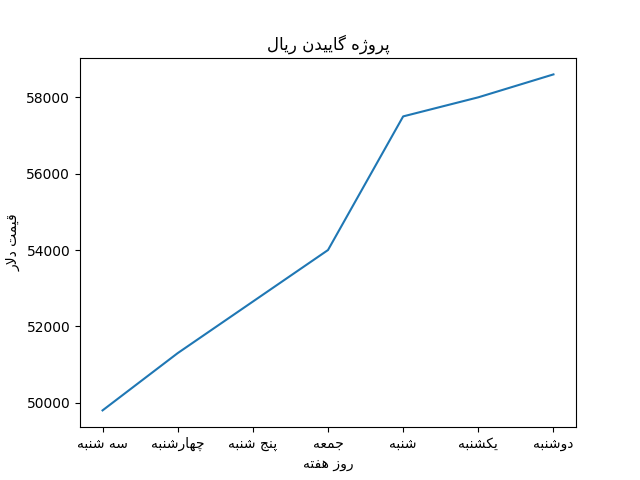 پروژه گاییدن ریال
قیمت دلار
58000
56000
54000
52000
50000
سه شنبه
چهارشنبه
پنج شنبه
جمعه
شنبه
یکشنبه
دوشنبه
روز هفته